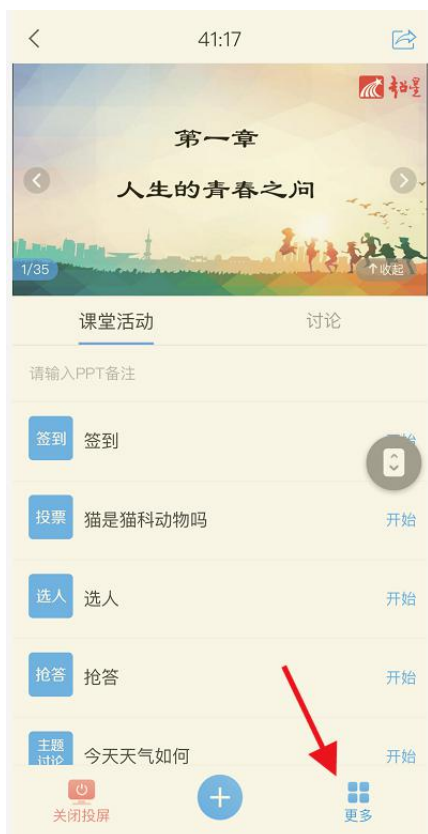 41:17
超星
第一章
人生的青春之问
1/35
↑收起
课堂活动
讨论
请输入PPT备注
签到
签到
开始
投票
猫是猫科动物吗
开始
选人
选人
开始
抢答
抢答
开始
主题
讨论
今天天气如何
开始
关闭投屏
更多